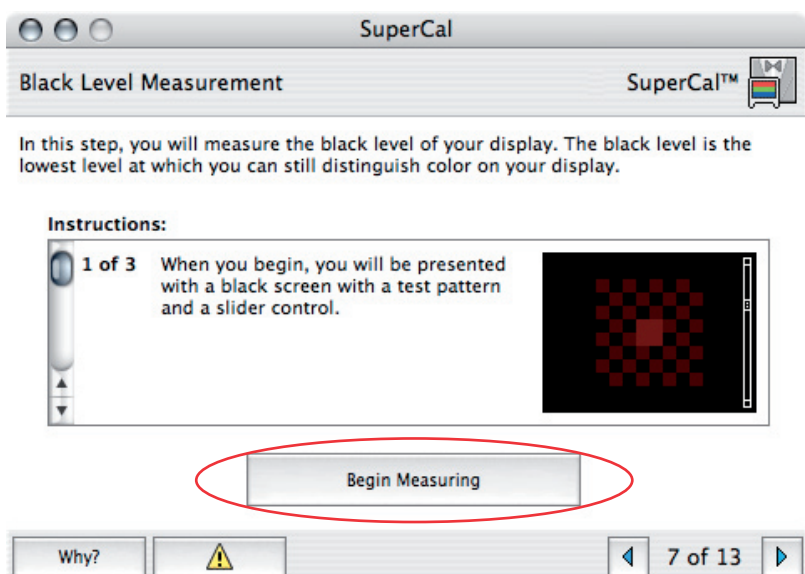 SuperCal
Black Level Measurement
SuperCal™
In this step, you will measure the black level of your display. The black level is the
lowest level at which you can still distinguish color on your display.
Instructions:
1 of 3
When you begin, you will be presented
with a black screen with a test pattern
and a slider control.
Begin Measuring
Why?
7 of 13